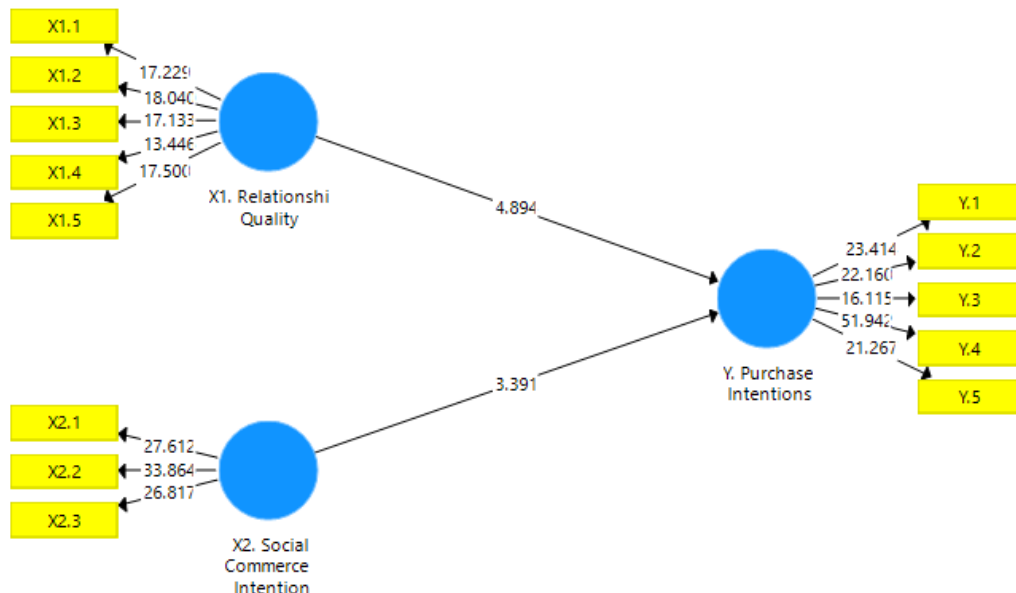 X1.1
X1.2
X1.3
X1.4
X1.5
17.229
18.040
17.133
13.446
17.500
X1. Relationshi
Quality
4.894
X2.1
X2.2
X2.3
27.612
33.864
26.817
X2. Social
Commerce
Intention
3.391
Y. Purchase
Intentions
23.414
22.160
16.115
51.942
21.267
Y.1
Y.2
Y.3
Y.4
Y.5